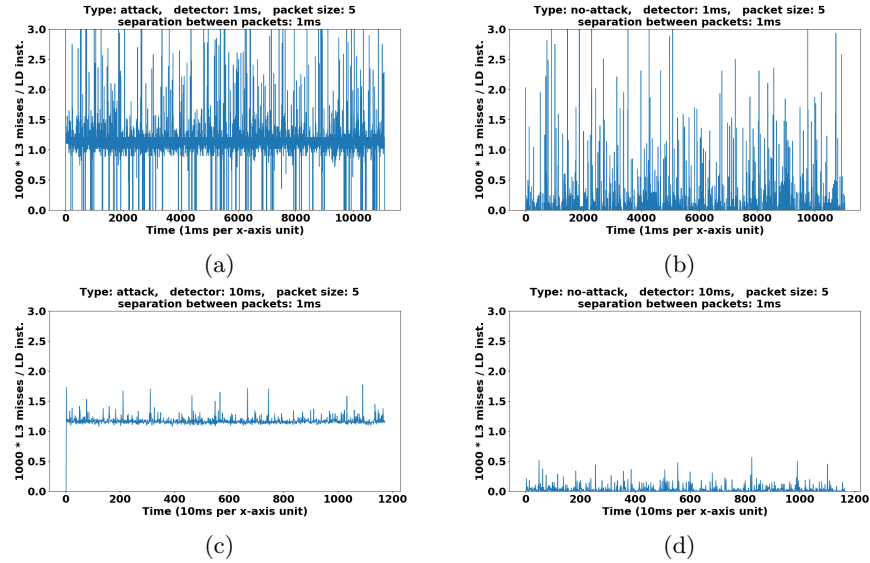 Type: attack, detector: 1ms, packet size: 5
separation between packets: 1ms
1000 * L3 misses / LD inst.
3.0
2.5
2.0
1.5
1.0
0.5
0.0
0 2000 4000 6000 8000 10000
Time (1ms per x-axis unit)
(a)
Type: no-attack, detector: 1ms, packet size: 5
separation between packets: 1ms
1000 * L3 misses / LD inst.
3.0
2.5
2.0
1.5
1.0
0.5
0.0
0 2000 4000 6000 8000 10000
Time (1ms per x-axis unit)
(b)
Type: attack, detector: 10ms, packet size: 5
separation between packets: 1ms
1000 * L3 misses / LD inst.
3.0
2.5
2.0
1.5
1.0
0.5
0.0
0 200 400 600 800 1000 1200
Time (10ms per x-axis unit)
(c)
Type: no-attack, detector: 10ms, packet size: 5
separation between packets: 1ms
1000 * L3 misses / LD inst.
3.0
2.5
2.0
1.5
1.0
0.5
0.0
0 200 400 600 800 1000 1200
Time (10ms per x-axis unit)
(d)